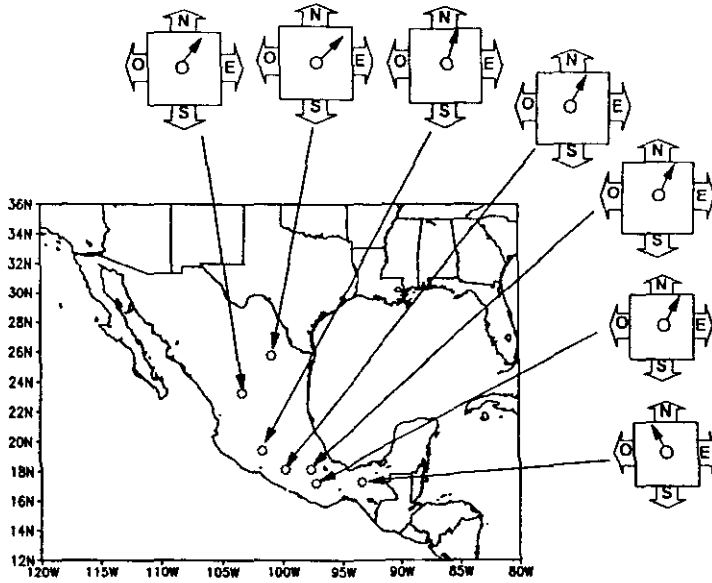 N
O E
S
N
O E
S
N
O E
S
N
O E
S
N
O E
S
N
O E
S
N
O E
S
36N
34N
32N
30N
28N
26N
24N
22N
20N
18N
16N
14N
12N
120W 115W 110W 105W 100W 95W 90W 85W 80W